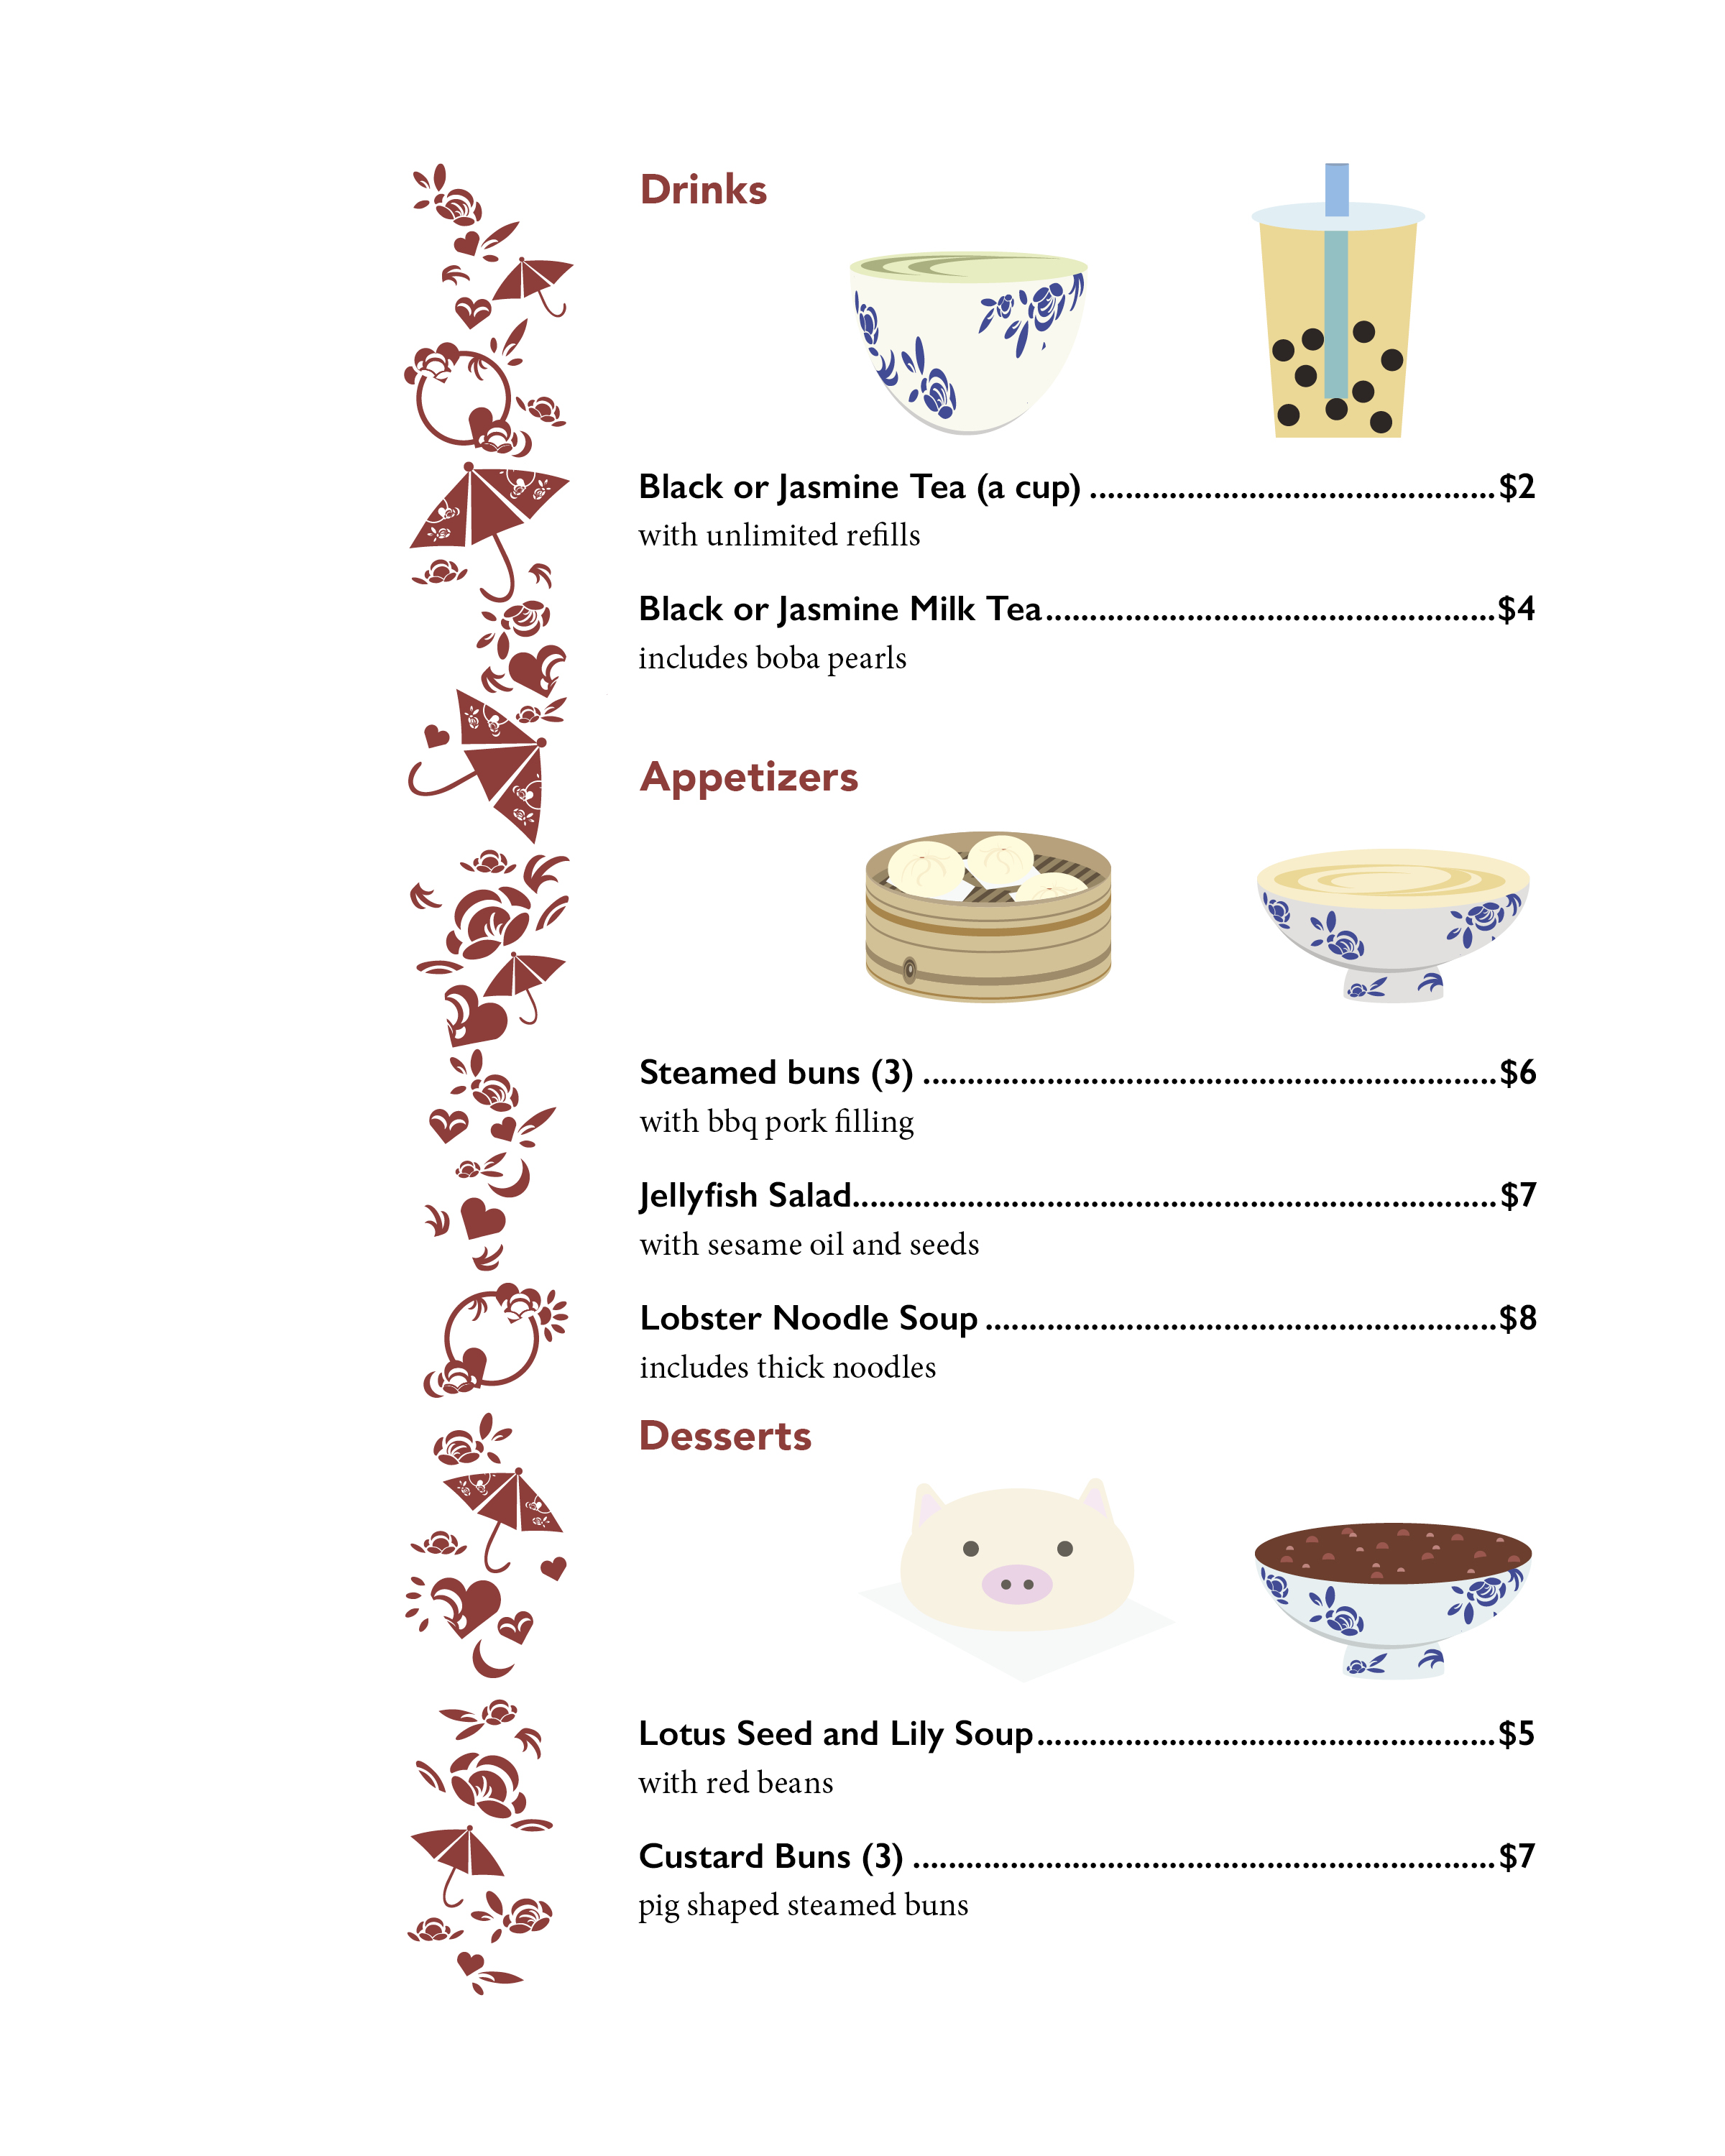 Drinks
Black or Jasmine Tea (a cup) ..............................................$2
with unlimited refills
Black or Jasmine Milk Tea...................................................$4
includes boba pearls
Appetizers
Steamed buns (3) .................................................................$6
with bbq pork filling
Jellyfish Salad.........................................................................$7
with sesame oil and seeds
Lobster Noodle Soup ..........................................................$8
includes thick noodles
Desserts
Lotus Seed and Lily Soup....................................................$5
with red beans
Custard Buns (3) ..................................................................$7
pig shaped steamed buns